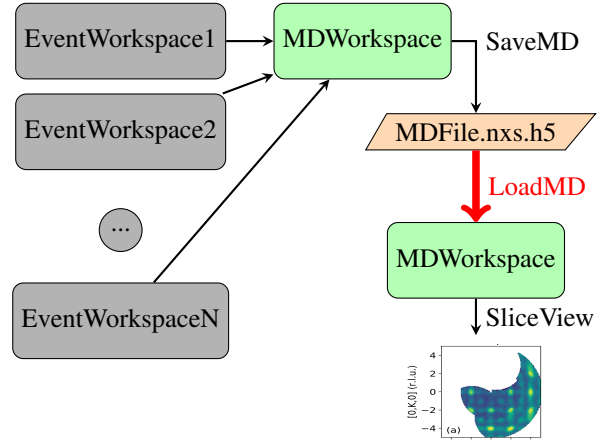 EventWorkspace1
MDWorkspace
SaveMD
EventWorkspace2
MDFile.nxs.h5
LoadMD
...
MDWorkspace
EventWorkspaceN
SliceView
[0,K,0] (r.l.u.)
4
2
0
−2
−4
(a)